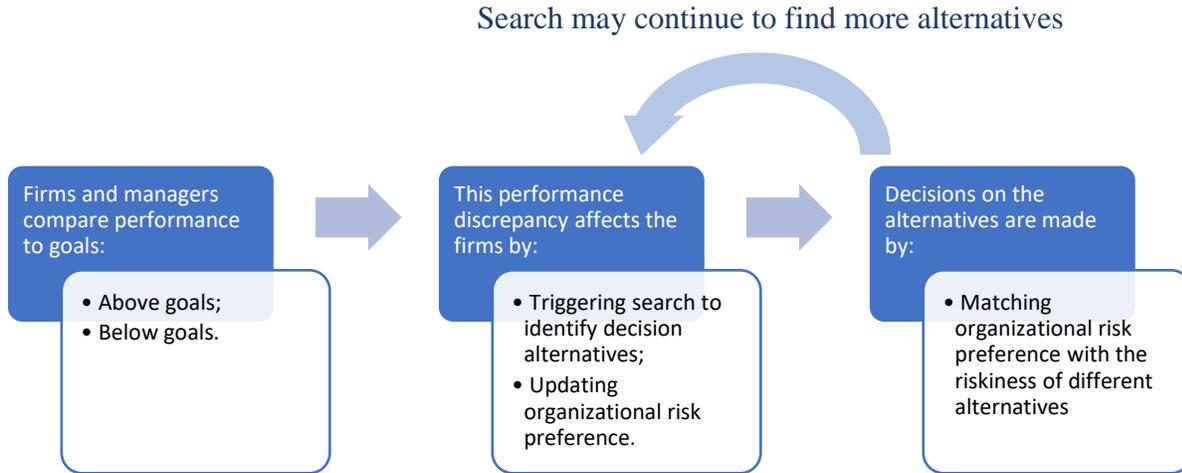 Search may continue to find more alternatives
Firms and managers
compare performance
to goals:
• Above goals;
• Below goals.
This performance
discrepancy affects the
firms by:
• Triggering search to
identify decision
alternatives;
• Updating
organizational risk
preference.
Decisions on the
alternatives are made
by:
• Matching
organizational risk
preference with the
riskiness of different
alternatives